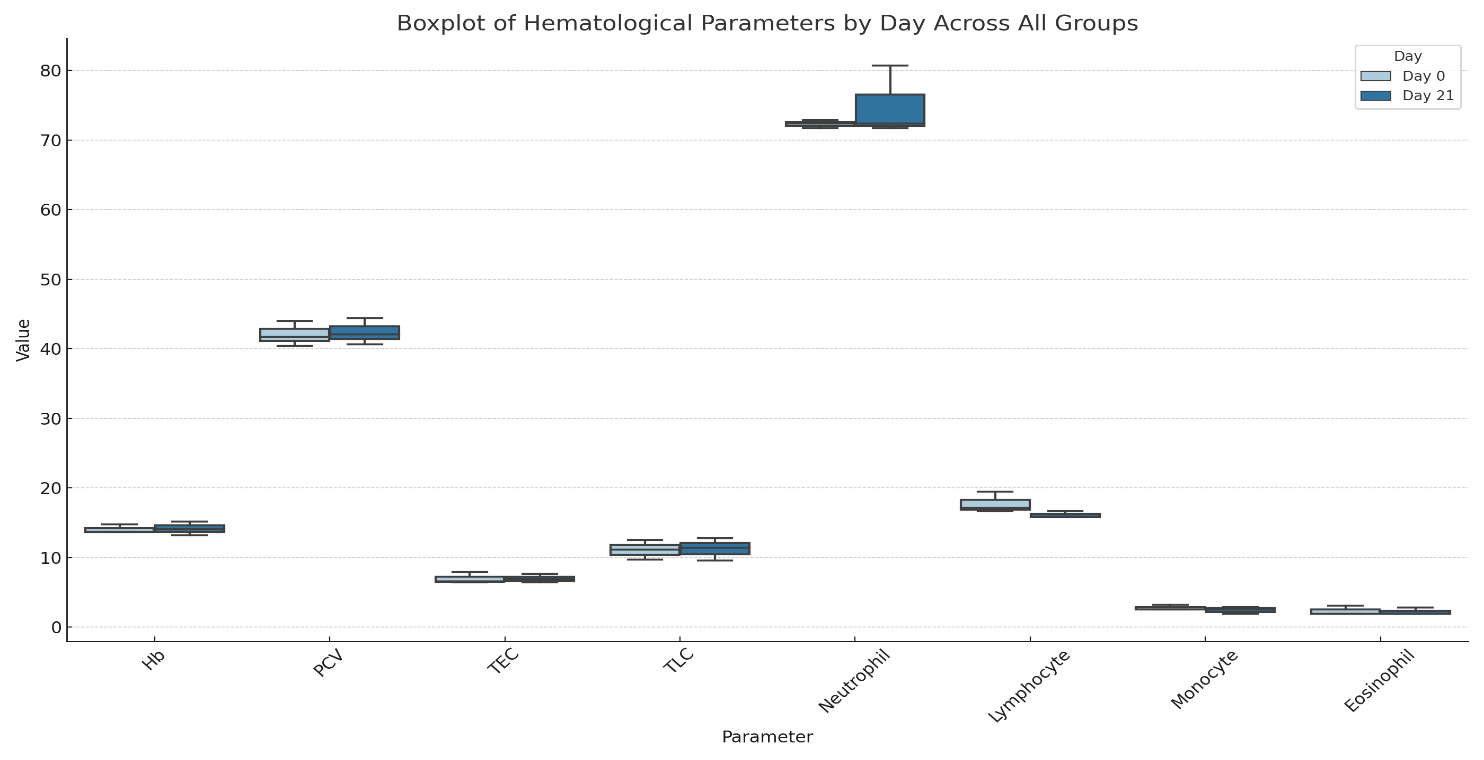 Boxplot of Hematological Parameters by Day Across All Groups
Day
Day 0
Day 21
Value
80
70
60
50
40
30
20
10
0
Hb
PCV
TEC
TLC
Neutrophil
Lymphocyte
Monocyte
Eosinophil
Parameter